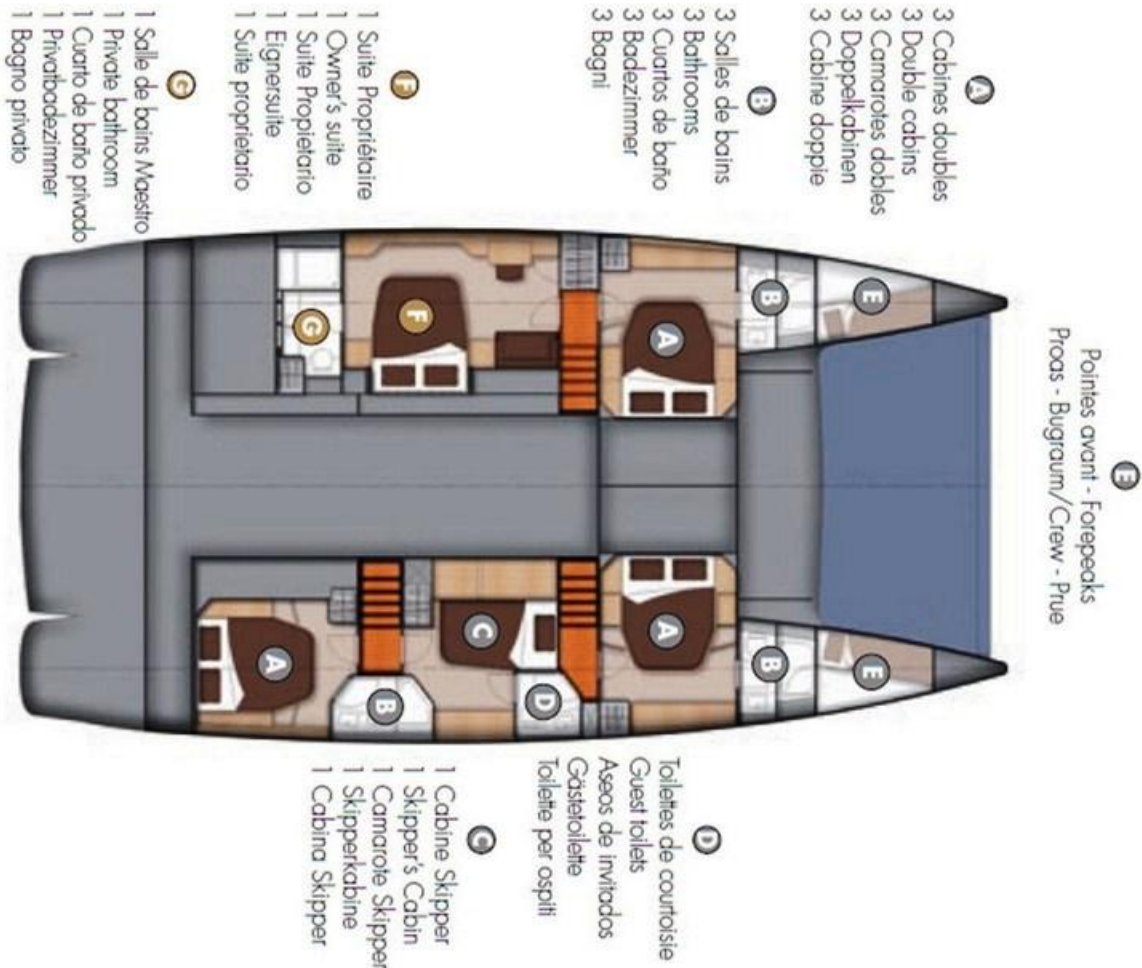 E
Pointes avant - Forepeaks
Proas - Bugraum/Crew - Prue
A
3 Cabines doubles
3 Double cabins
3 Camarotes dobles
3 Doppelkabinen
3 Cabine doppie
B
3 Salles de bains
3 Bathrooms
3 Cuartos de baño
3 Badezimmer
3 Bagni
F
1 Suite Propriétaire
1 Owner's suite
1 Suite Propietario
1 Eignersuite
1 Suite proprietario
G
1 Salle de bains Maestro
1 Private bathroom
1 Cuarto de baño privado
1 Privatbadezimmer
1 Bagno privato
D
Toilettes de courtoisie
Guest toilets
Aseos de invitados
Gästetoilette
Toilette per ospiti
C
1 Cabine Skipper
1 Skipper's Cabin
1 Camarote Skipper
1 Skipperkabine
1 Cabina Skipper
E
E
B
B
A
A
F
C
D
G
A
B